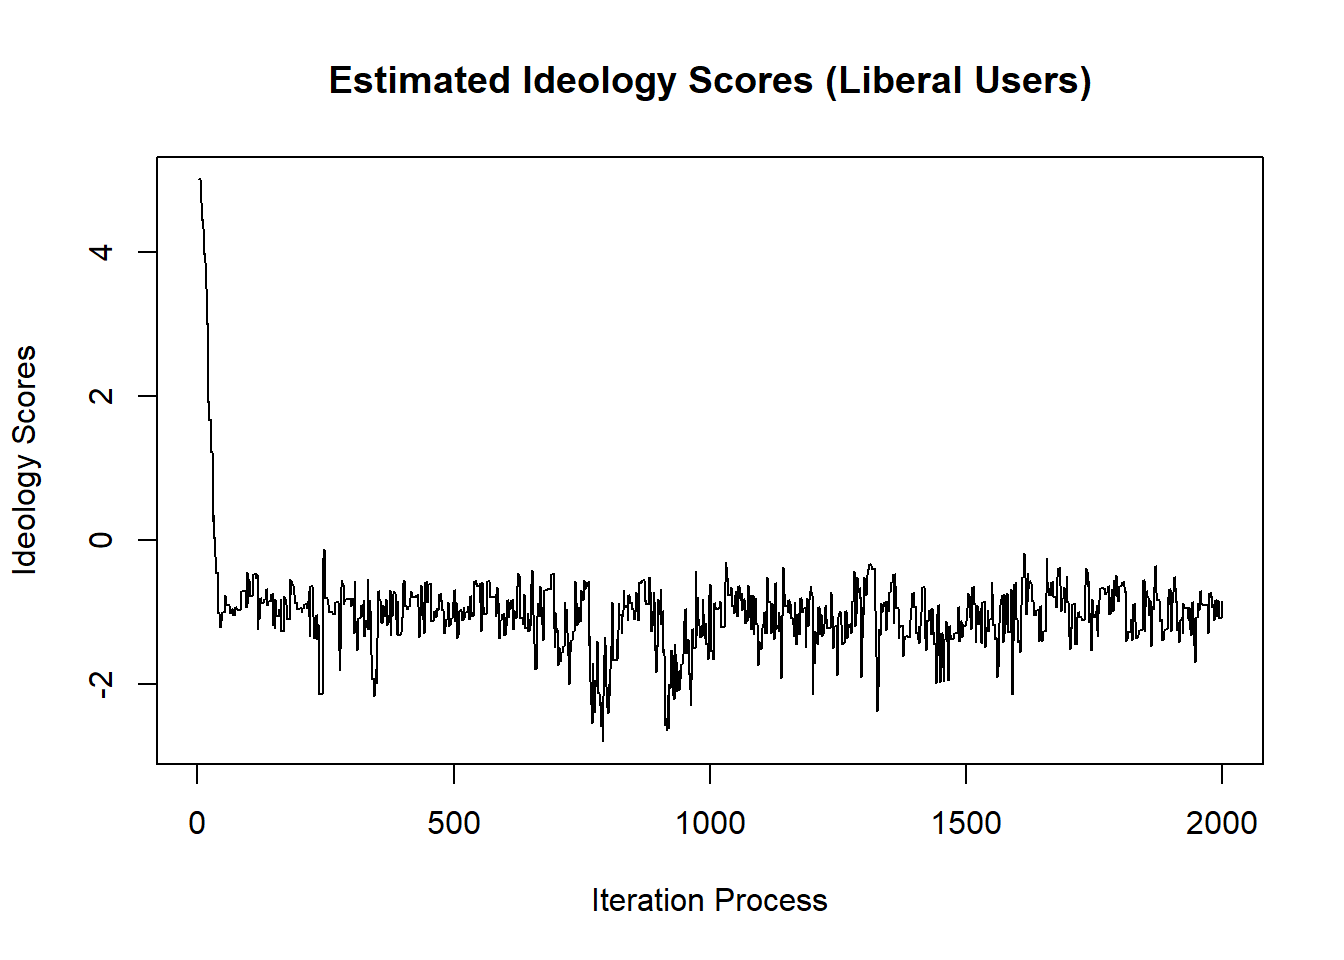 Estimated Ideology Scores (Liberal Users)
4
2
0
-2
Ideology Scores
0 500 1000 1500 2000
Iteration Process